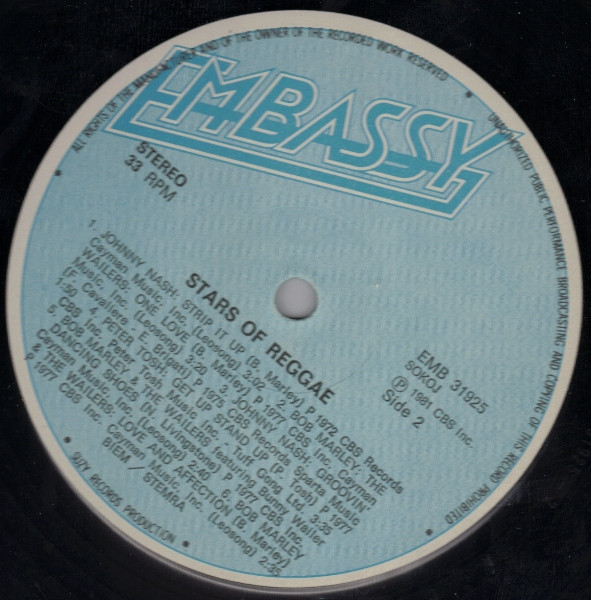 ALL RIGHTS OF THE MANUFACTURER AND OF THE OWNER OF THE RECORDED WORK RESERVED • UNAUTHORIZED PUBLIC PERFORMANCE BROADCASTING AND COPYING OF THIS RECORD PROHIBITED
EMBASSY
STEREO
33 RPM
STARS OF REGGAE
EMB 31925
SOKOJ
Ⓟ 1981 CBS Inc.
Side 2
1. JOHNNY NASH: STRIP IT UP (B. Marley) P 1972 CBS Records
Cayman Music, Inc. (Leosong) 3:02 2. BOB MARLEY, THE
WAILERS: ONE LOVE (B. Marley) P 1977 CBS Inc. Cayman
Music, Inc. (Leosong) 3:20 3. JOHNNY NASH: GROOVIN'
(F. Cavaliere - E. Brigati) P 1975 CBS Records Sparta Music
1:50 4. PETER TOSH: GET UP STAND UP (P. Tosh) P 1977
CBS Inc. Peter Tosh Music Inc. - Tuff Gong Ltd. 3:35
5. BOB MARLEY & THE WAILERS featuring Bunny Wailer:
DANCING SHOES (N. Livingstone) P 1977 CBS Inc.
Cayman Music, Inc. (Leosong) 2:40 6. BOB MARLEY
& THE WAILERS: LOVE AND AFFECTION (B. Marley)
P 1977 CBS Inc. Cayman Music, Inc. (Leosong) 2:35
BIEM / STEMRA
• SUZY RECORDS PRODUCTION •